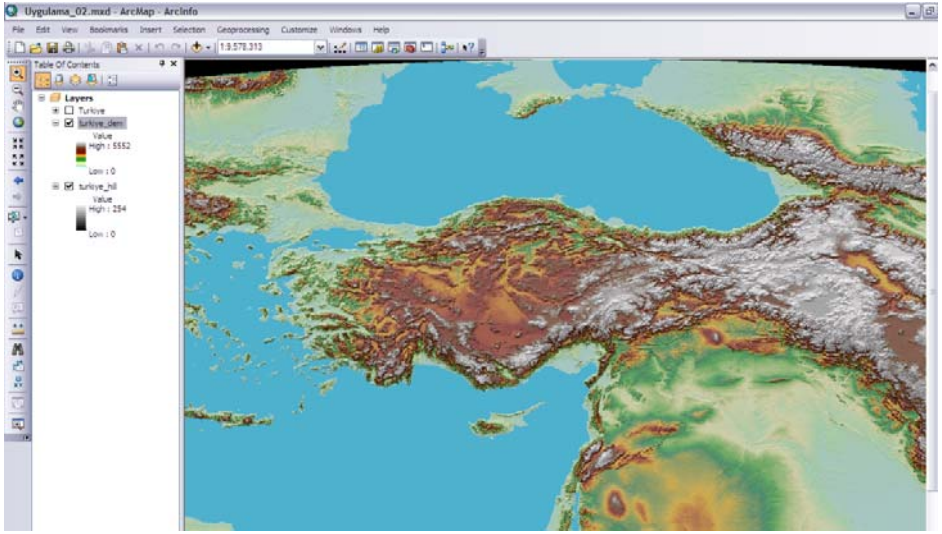 Uygulama_02.mxd - ArcMap - ArcInfo
File Edit View Bookmarks Insert Selection Geoprocessing Customize Windows Help
1:9.578.313
Table Of Contents
Layers
Turkiye
turkiye_dem
Value
High : 5552
Low : 0
turkiye_hill
Value
High : 254
Low : 0